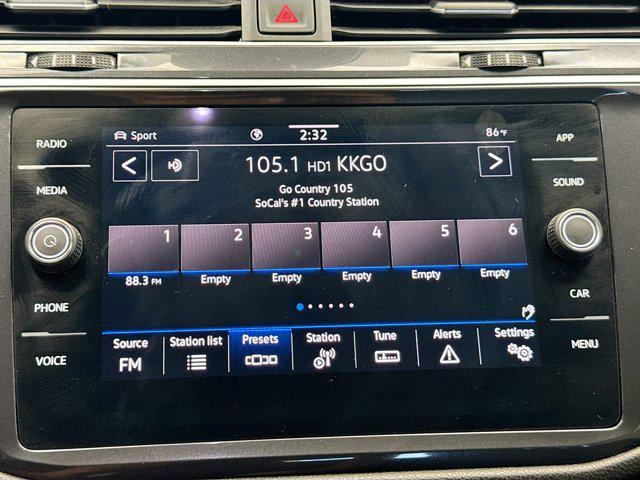 RADIO
MEDIA
PHONE
VOICE
Sport
2:32
86°F
105.1 HD1 KKGO
Go Country 105
SoCal's #1 Country Station
1 2 3 4 5 6
88.3 FM Empty Empty Empty Empty Empty
Source Station list Presets Station Tune Alerts Settings
FM
APP
SOUND
CAR
MENU